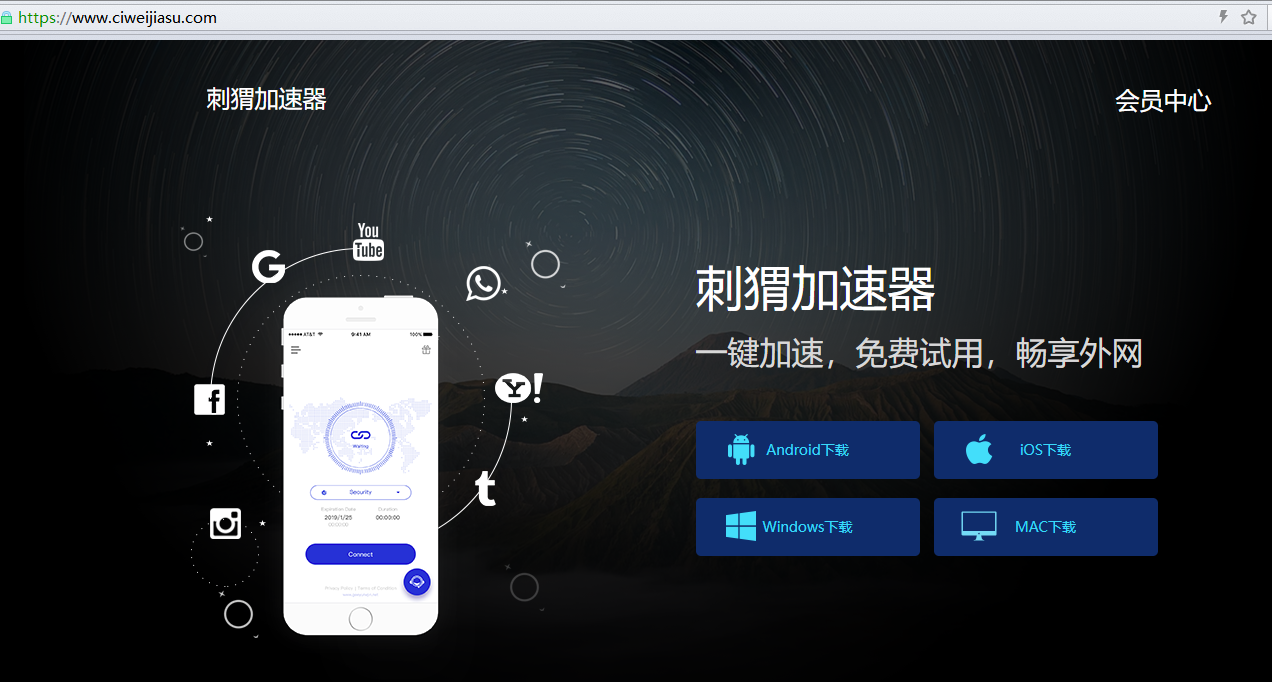 https://www.ciweijiasu.com
刺猬加速器
会员中心
You
Tube
G
f
Y!
t
AT&T
9:41 AM
100%
Waiting
Security
Expiration Date
Duration
2019/1/25
00:00:00
00:00:00
Connect
Privacy Policy | Terms of Condition
刺猬加速器
一键加速，免费试用，畅享外网
Android下载
iOS下载
Windows下载
MAC下载